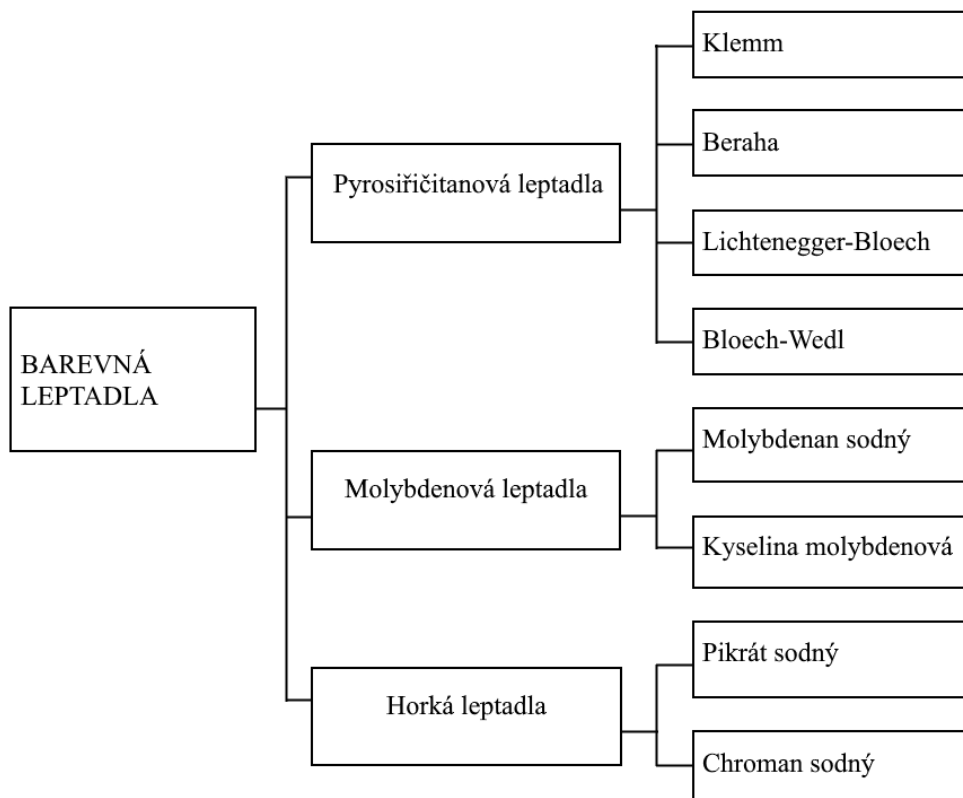 BAREVNÁ
LEPTADLA
Pyrosiřičitanová leptadla
Klemm
Beraha
Lichtenegger-Bloech
Bloech-Wedl
Molybdenová leptadla
Molybdenan sodný
Kyselina molybdenová
Horká leptadla
Pikrát sodný
Chroman sodný